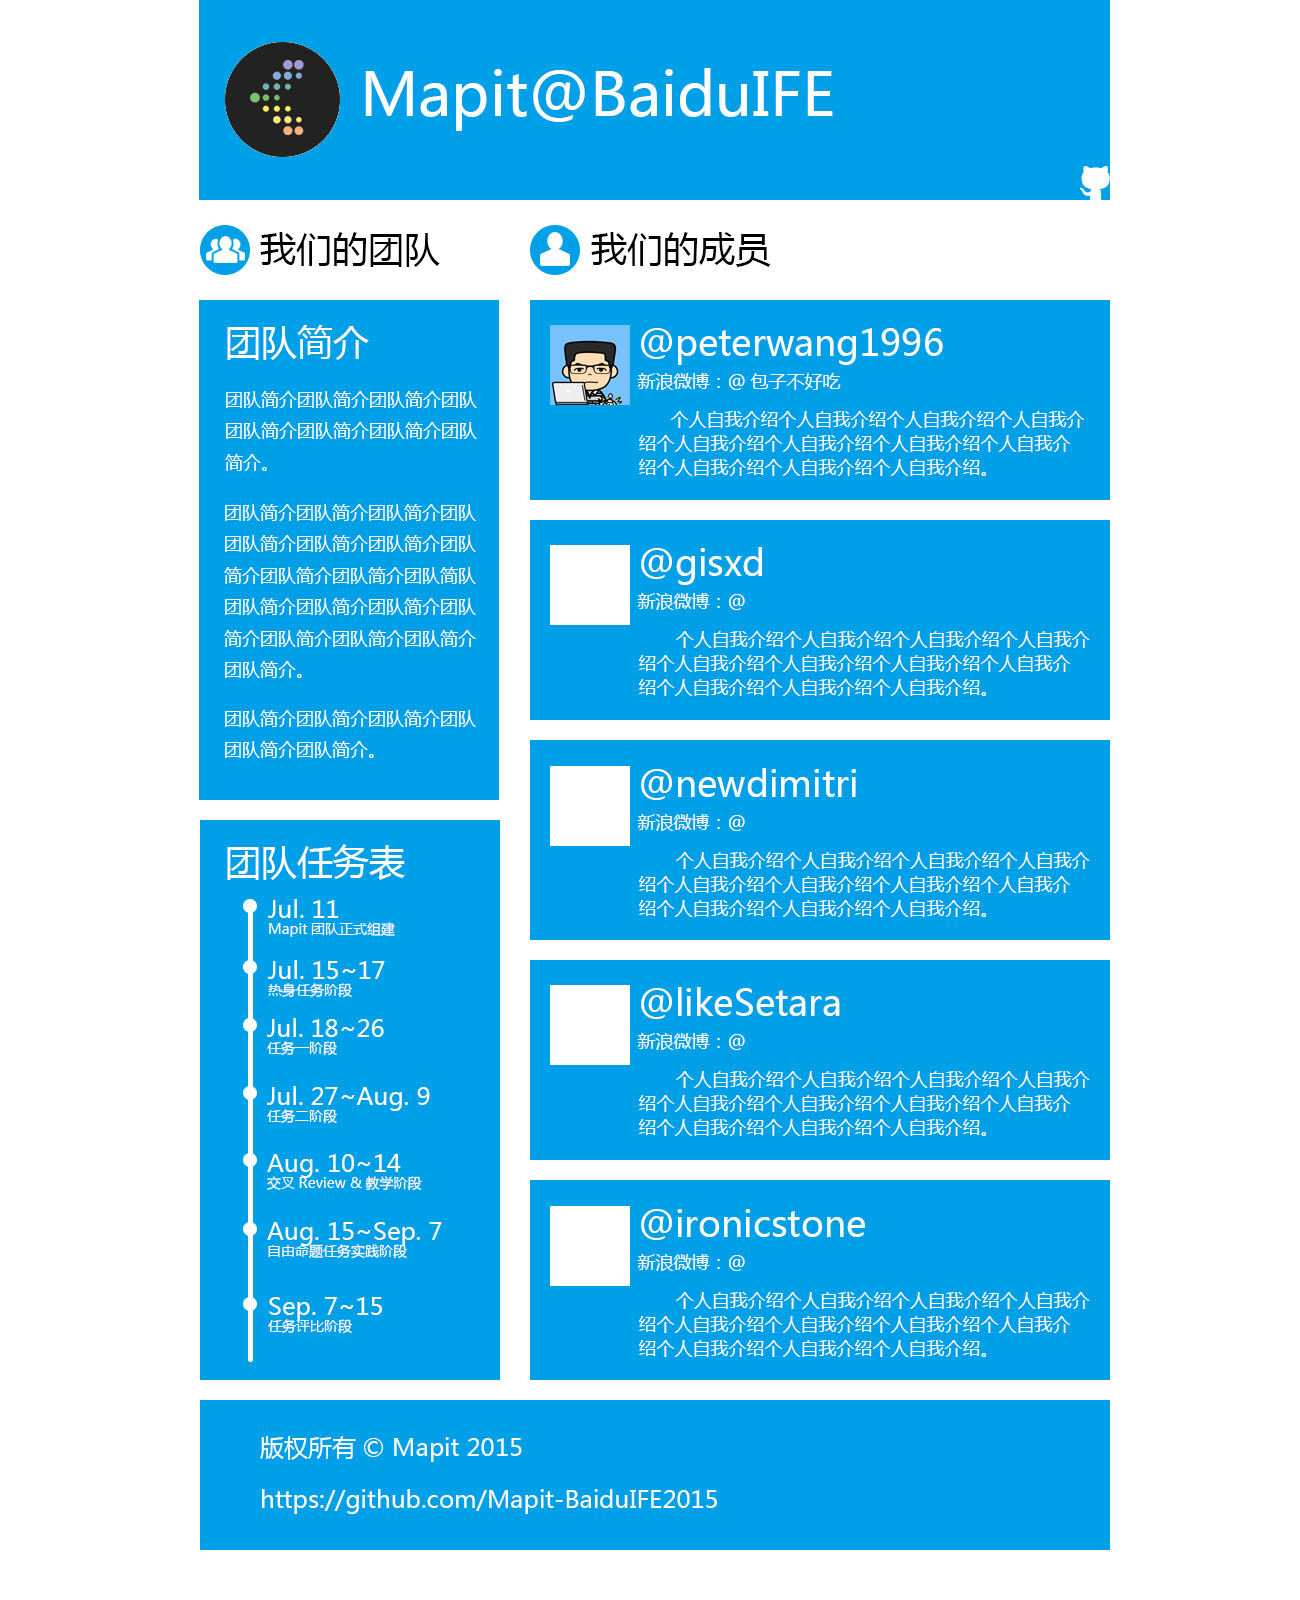 Mapit@BaiduIFE
我们的团队
团队简介
团队简介团队简介团队简介团队
团队简介团队简介团队简介团队
简介。
团队简介团队简介团队简介团队
团队简介团队简介团队简介团队
简介团队简介团队简介团队简队
团队简介团队简介团队简介团队
简介团队简介团队简介团队简介
团队简介。
团队简介团队简介团队简介团队
团队简介团队简介。
团队任务表
Jul. 11
Mapit 团队正式组建
Jul. 15~17
热身任务阶段
Jul. 18~26
任务一阶段
Jul. 27~Aug. 9
任务二阶段
Aug. 10~14
交叉 Review & 教学阶段
Aug. 15~Sep. 7
自由命题任务实践阶段
Sep. 7~15
任务评比阶段
我们的成员
@peterwang1996
新浪微博：@ 包子不好吃
个人自我介绍个人自我介绍个人自我介绍个人自我介
绍个人自我介绍个人自我介绍个人自我介绍个人自我介
绍个人自我介绍个人自我介绍个人自我介绍。
@gisxd
新浪微博：@
个人自我介绍个人自我介绍个人自我介绍个人自我介
绍个人自我介绍个人自我介绍个人自我介绍个人自我介
绍个人自我介绍个人自我介绍个人自我介绍。
@newdimitri
新浪微博：@
个人自我介绍个人自我介绍个人自我介绍个人自我介
绍个人自我介绍个人自我介绍个人自我介绍个人自我介
绍个人自我介绍个人自我介绍个人自我介绍。
@likeSetara
新浪微博：@
个人自我介绍个人自我介绍个人自我介绍个人自我介
绍个人自我介绍个人自我介绍个人自我介绍个人自我介
绍个人自我介绍个人自我介绍个人自我介绍。
@ironicstone
新浪微博：@
个人自我介绍个人自我介绍个人自我介绍个人自我介
绍个人自我介绍个人自我介绍个人自我介绍个人自我介
绍个人自我介绍个人自我介绍个人自我介绍。
版权所有 © Mapit 2015
https://github.com/Mapit-BaiduIFE2015